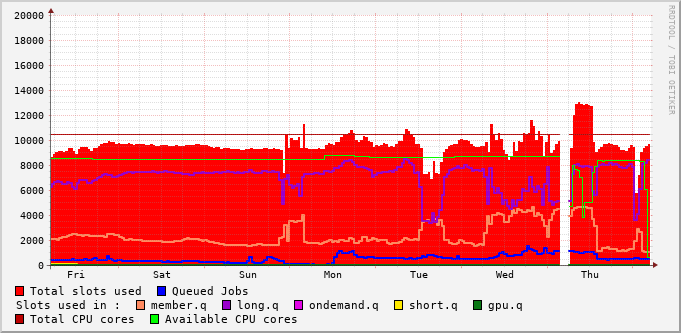 20000
18000
16000
14000
12000
10000
8000
6000
4000
2000
0
Fri Sat Sun Mon Tue Wed Thu
Total slots used Queued Jobs
Slots used in : member.q long.q ondemand.q short.q gpu.q
Total CPU cores Available CPU cores
RRDTOOL / TOBI OETIKER